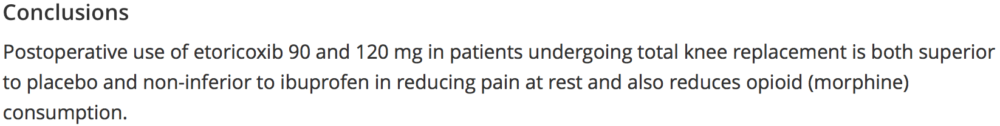 Conclusions
Postoperative use of etoricoxib 90 and 120 mg in patients undergoing total knee replacement is both superior
to placebo and non-inferior to ibuprofen in reducing pain at rest and also reduces opioid (morphine)
consumption.